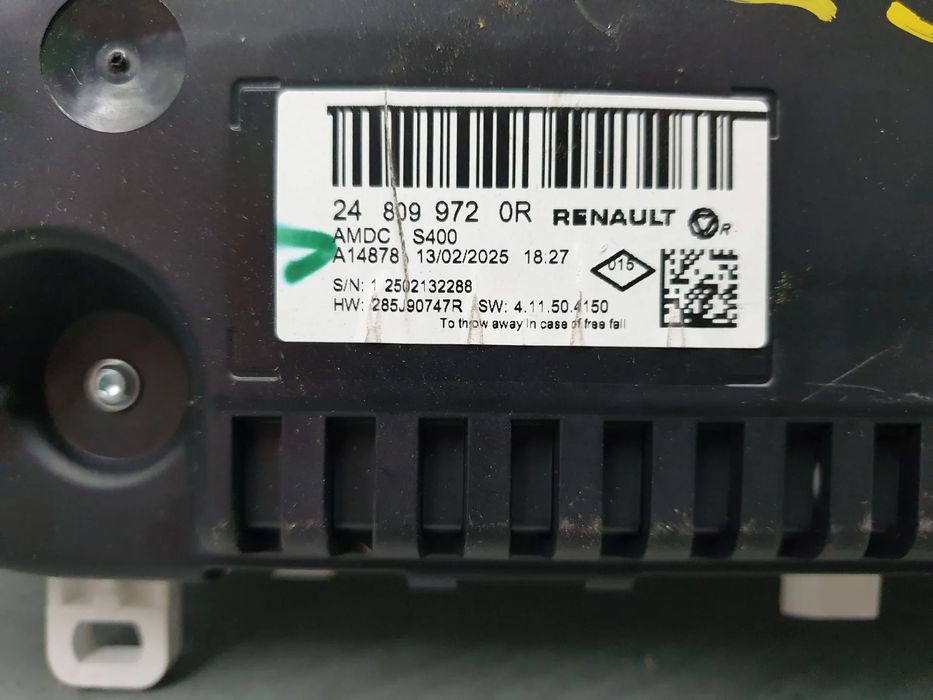 24 809 972 0R RENAULT R
AMDC S400
A14878 13/02/2025 18:27
015
S/N: 1 2502132288
HW: 285J90747R SW: 4.11.50.4150
To throw away in case of free fall